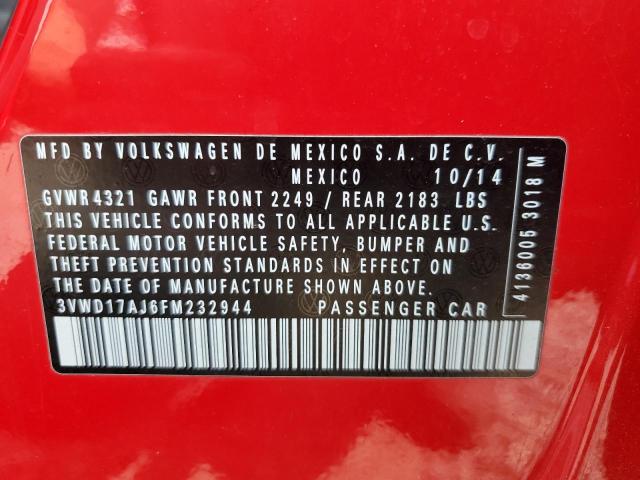 MFD BY VOLKSWAGEN DE MEXICO S.A. DE C.V.
MEXICO 10/14
GVWR 4321 GAWR FRONT 2249 / REAR 2183 LBS
THIS VEHICLE CONFORMS TO ALL APPLICABLE U.S.
FEDERAL MOTOR VEHICLE SAFETY, BUMPER AND
THEFT PREVENTION STANDARDS IN EFFECT ON
THE DATE OF MANUFACTURE SHOWN ABOVE.
3VWD17AJ6FM232944 PASSENGER CAR
4136005 3018 M